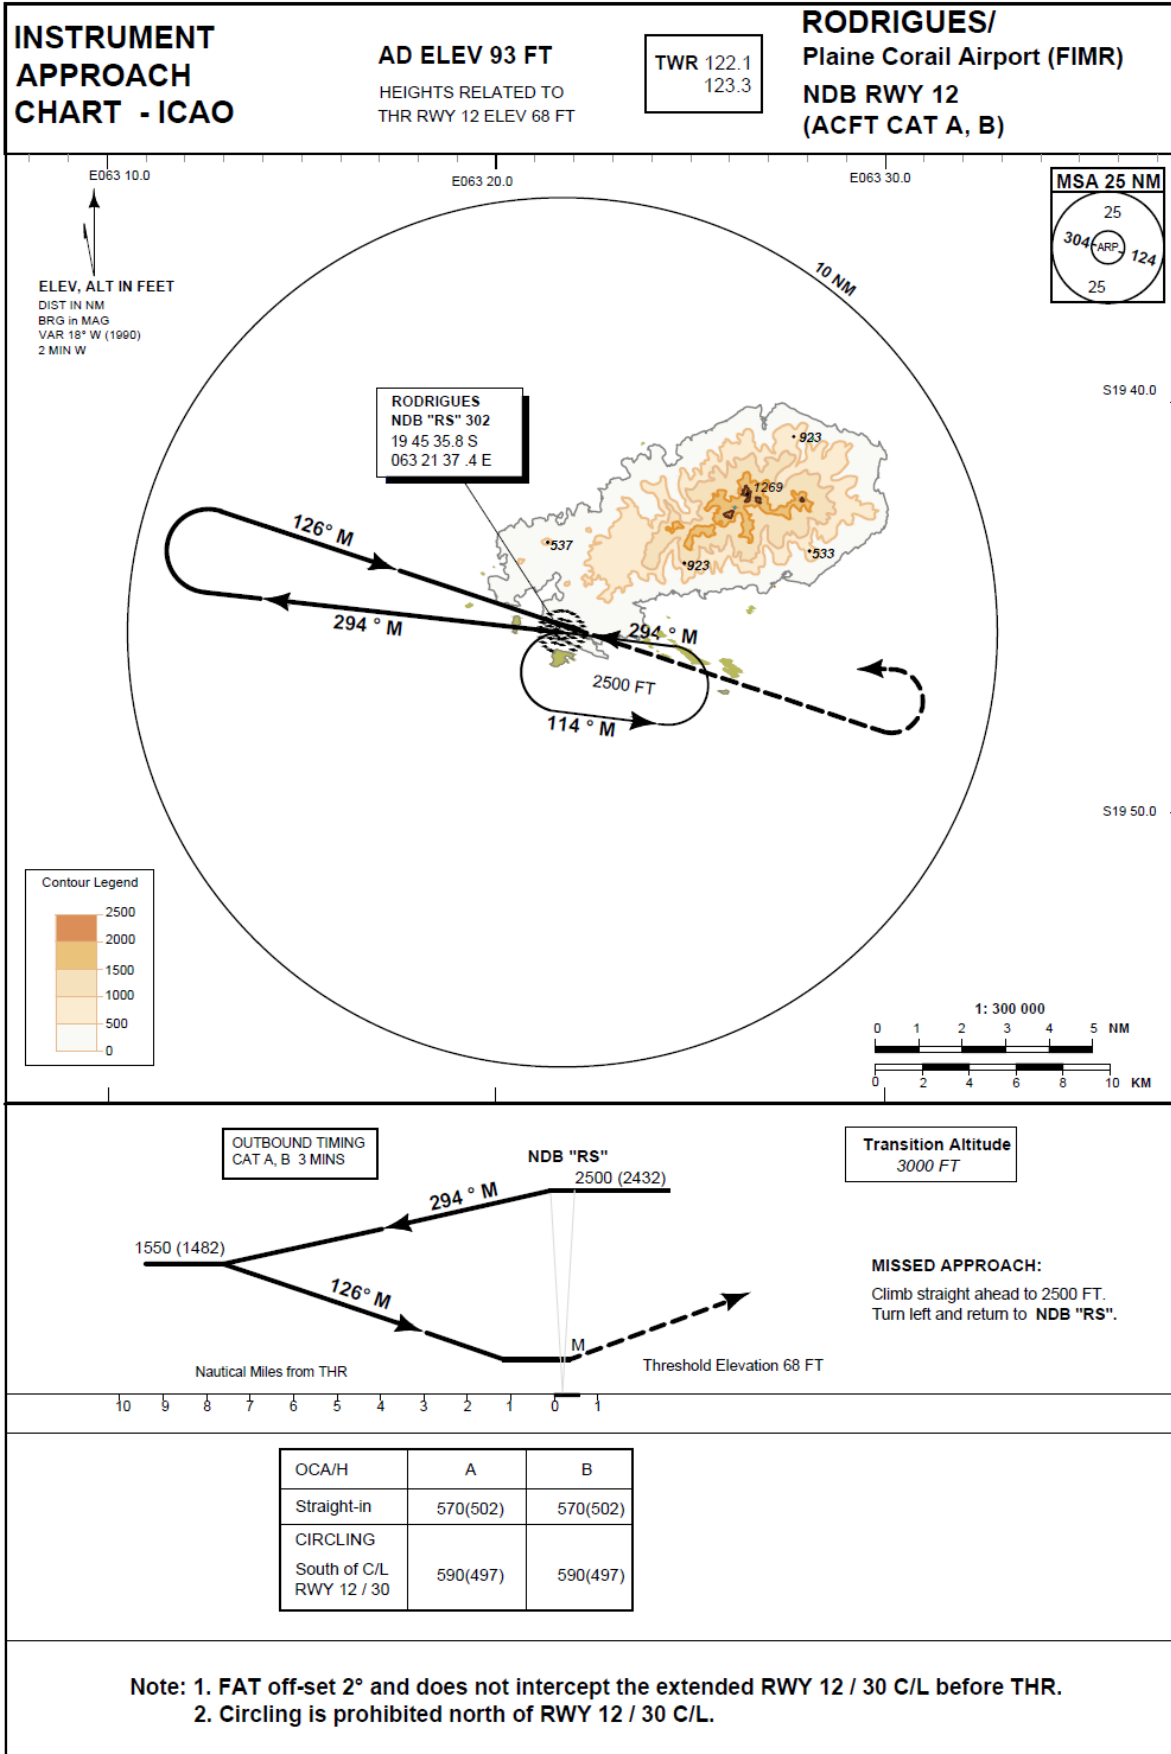 INSTRUMENT
APPROACH
CHART - ICAO
AD ELEV 93 FT
HEIGHTS RELATED TO
THR RWY 12 ELEV 68 FT
TWR 122.1
123.3
RODRIGUES/
Plaine Corail Airport (FIMR)
NDB RWY 12
(ACFT CAT A, B)
E063 10.0
E063 20.0
E063 30.0
MSA 25 NM
25
304
ARP
124
25
ELEV, ALT IN FEET
DIST IN NM
BRG in MAG
VAR 18° W (1990)
2 MIN W
10 NM
S19 40.0
RODRIGUES
NDB "RS" 302
19 45 35.8 S
063 21 37 .4 E
923
1269
537
533
923
126° M
294 ° M
294 ° M
2500 FT
114 ° M
S19 50.0
Contour Legend
2500
2000
1500
1000
500
0
1: 300 000
0 1 2 3 4 5 NM
0 2 4 6 8 10 KM
OUTBOUND TIMING
CAT A, B 3 MINS
NDB "RS"
2500 (2432)
Transition Altitude
3000 FT
294 ° M
1550 (1482)
126° M
M
MISSED APPROACH:
Climb straight ahead to 2500 FT.
Turn left and return to NDB "RS".
Nautical Miles from THR
Threshold Elevation 68 FT
10 9 8 7 6 5 4 3 2 1 0 1
OCA/H A B
Straight-in 570(502) 570(502)
CIRCLING
South of C/L
RWY 12 / 30 590(497) 590(497)
Note: 1. FAT off-set 2° and does not intercept the extended RWY 12 / 30 C/L before THR.
2. Circling is prohibited north of RWY 12 / 30 C/L.